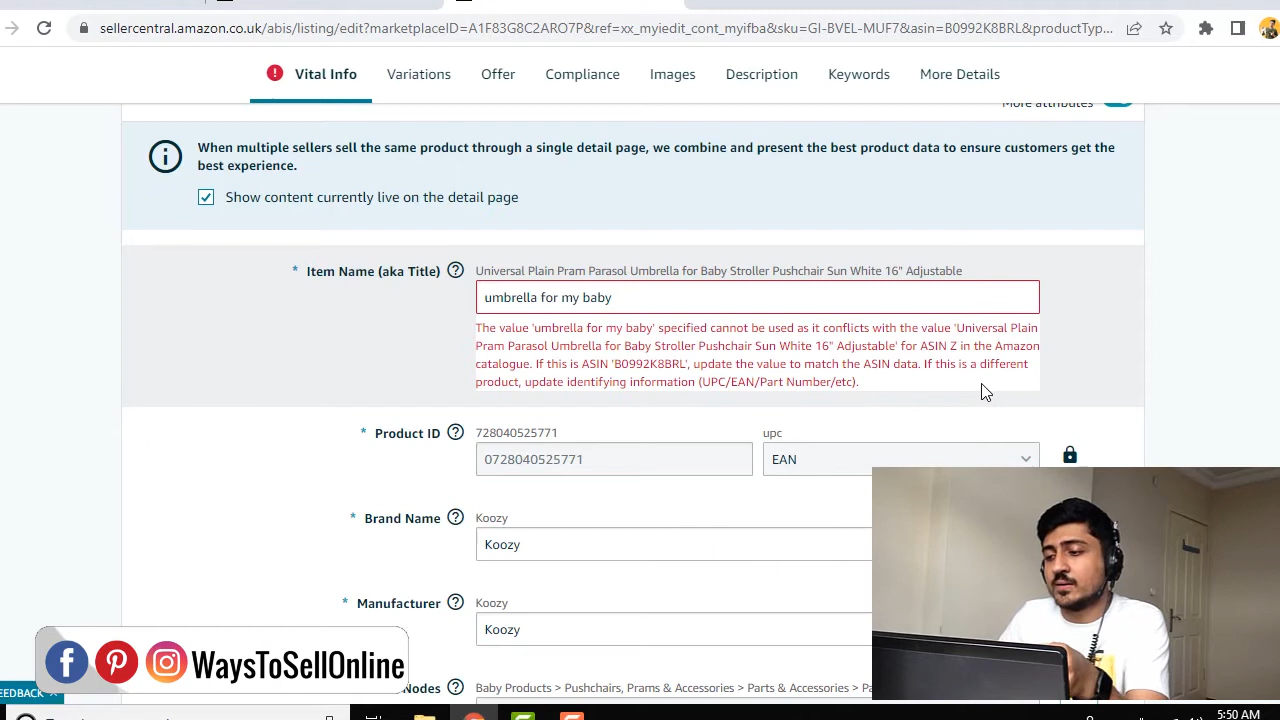 sellercentral.amazon.co.uk/abis/listing/edit?marketplaceID=A1F83G8C2ARO7P&ref=xx_myiedit_cont_myifba&sku=GI-BVEL-MUF7&asin=B0992K8BRL&productTyp...
Vital Info Variations Offer Compliance Images Description Keywords More Details
More attributes
When multiple sellers sell the same product through a single detail page, we combine and present the best product data to ensure customers get the
best experience.
Show content currently live on the detail page
* Item Name (aka Title) Universal Plain Pram Parasol Umbrella for Baby Stroller Pushchair Sun White 16" Adjustable
umbrella for my baby
The value 'umbrella for my baby' specified cannot be used as it conflicts with the value 'Universal Plain
Pram Parasol Umbrella for Baby Stroller Pushchair Sun White 16" Adjustable' for ASIN Z in the Amazon
catalogue. If this is ASIN 'B0992K8BRL', update the value to match the ASIN data. If this is a different
product, update identifying information (UPC/EAN/Part Number/etc).
* Product ID 728040525771 upc
0728040525771 EAN
* Brand Name Koozy
Koozy
* Manufacturer Koozy
Koozy
WaysToSellOnline
Nodes Baby Products > Pushchairs, Prams & Accessories > Parts & Accessories >
EEDBACK
5:50 AM